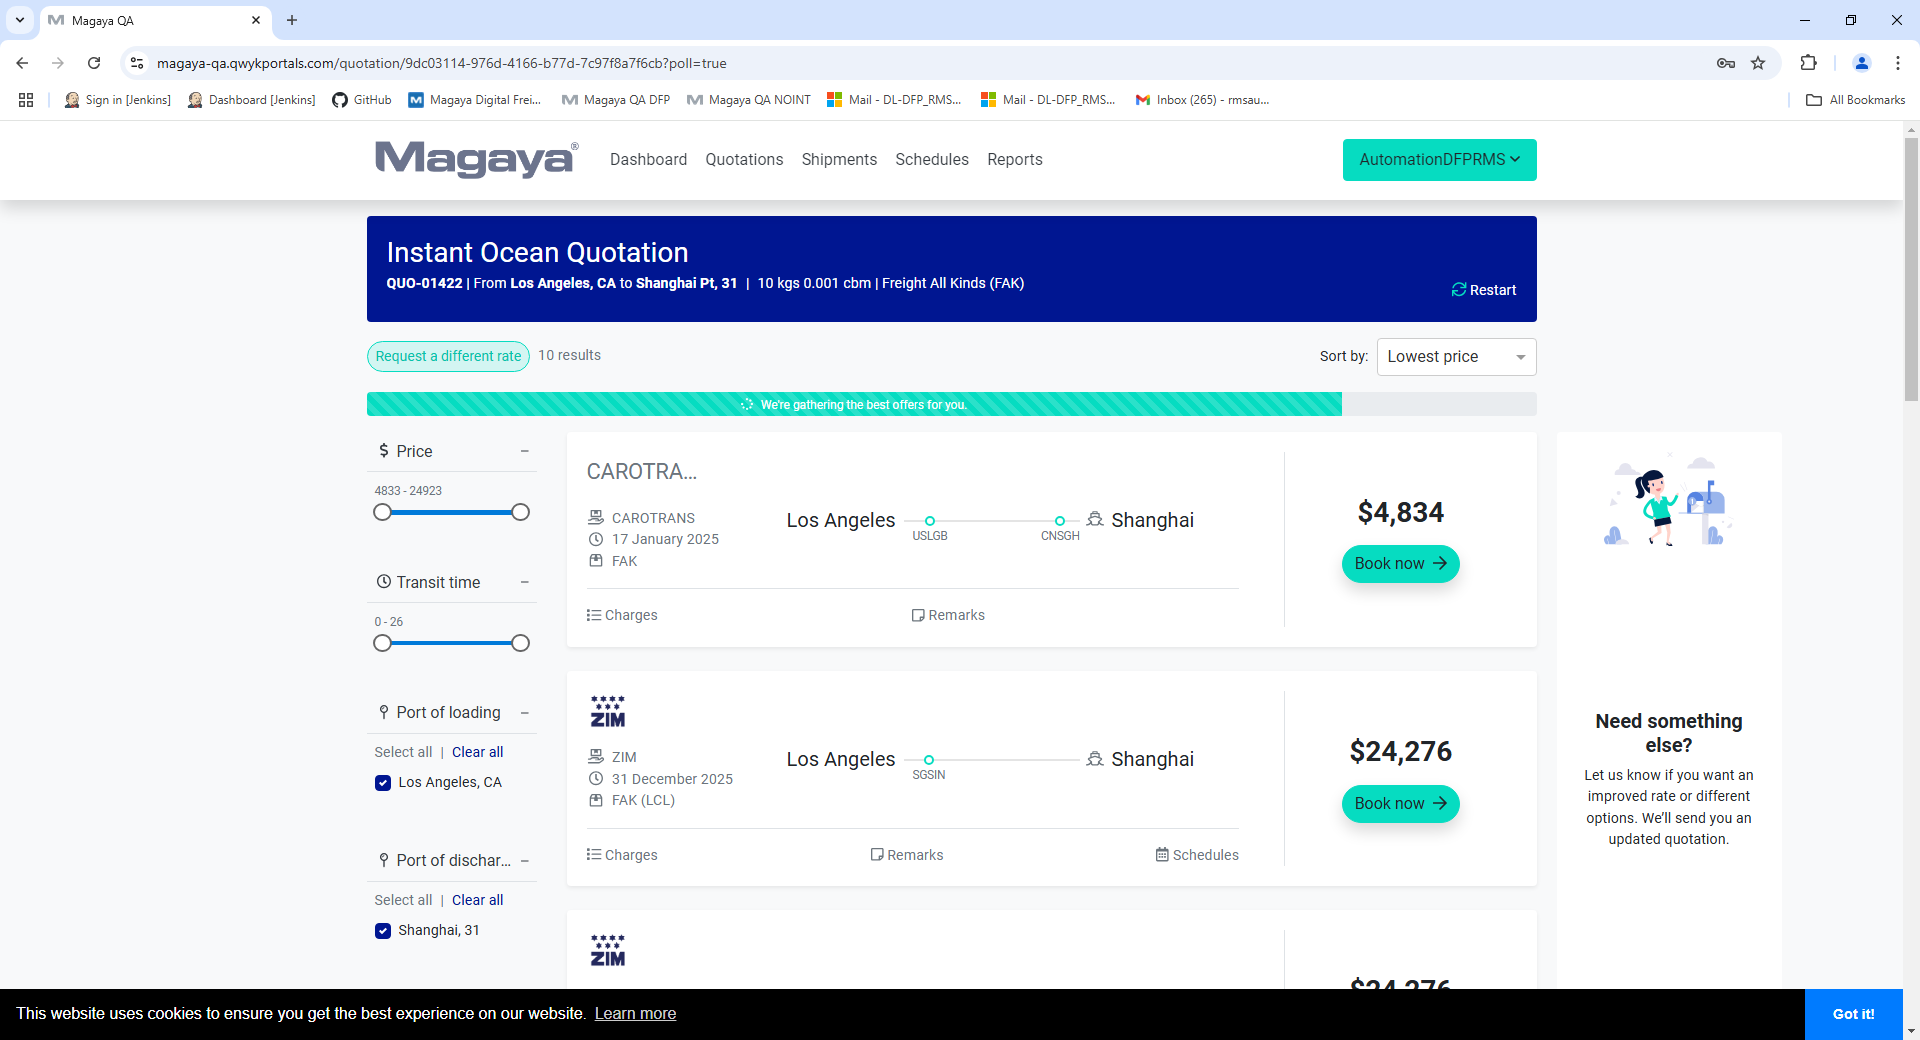 Magaya QA
magaya-qa.qwykportals.com/quotation/9dc03114-976d-4166-b77d-7c97f8a7f6cb?poll=true
Sign in [Jenkins]
Dashboard [Jenkins]
GitHub
Magaya Digital Frei...
Magaya QA DFP
Magaya QA NOINT
Mail - DL-DFP_RMS...
Mail - DL-DFP_RMS...
Inbox (265) - rmsau...
All Bookmarks
Magaya®
Dashboard
Quotations
Shipments
Schedules
Reports
AutomationDFPRMS
Instant Ocean Quotation
QUO-01422 | From Los Angeles, CA to Shanghai Pt, 31 | 10 kgs 0.001 cbm | Freight All Kinds (FAK)
Restart
Request a different rate
10 results
Sort by:
Lowest price
We're gathering the best offers for you.
Price
4833 - 24923
Transit time
0 - 26
Port of loading
Select all | Clear all
Los Angeles, CA
Port of dischar...
Select all | Clear all
Shanghai, 31
CAROTRA...
CAROTRANS
17 January 2025
FAK
Los Angeles
USLGB
CNSGH
Shanghai
Charges
Remarks
$4,834
Book now
ZIM
ZIM
31 December 2025
FAK (LCL)
Los Angeles
SGSIN
Shanghai
Charges
Remarks
Schedules
$24,276
Book now
ZIM
$24,276
Need something
else?
Let us know if you want an
improved rate or different
options. We'll send you an
updated quotation.
This website uses cookies to ensure you get the best experience on our website. Learn more
Got it!